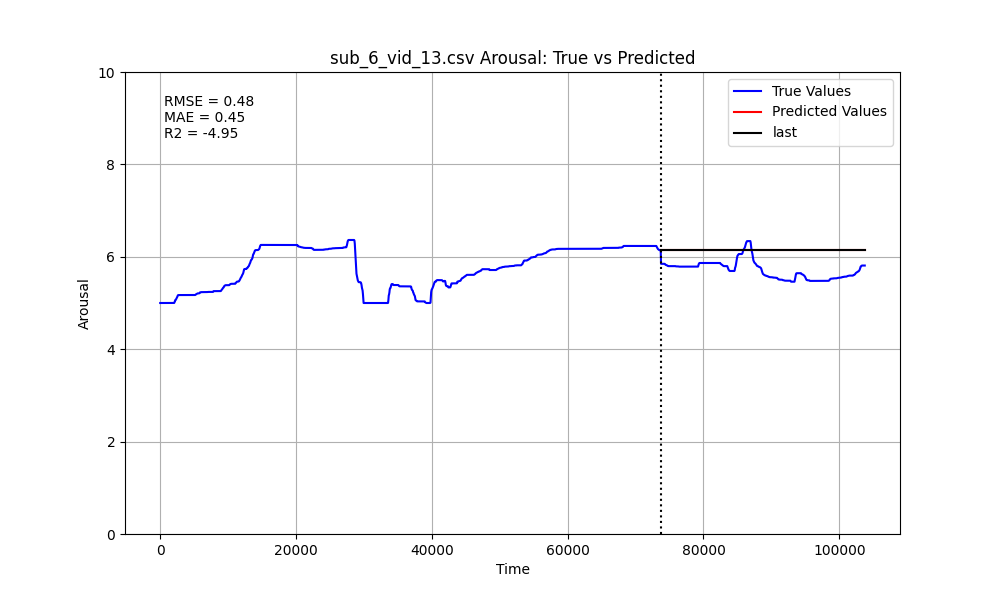 sub_6_vid_13.csv Arousal: True vs Predicted
RMSE = 0.48
MAE = 0.45
R2 = -4.95
True Values
Predicted Values
last
10
8
6
4
2
0
Arousal
0
20000
40000
60000
80000
100000
Time